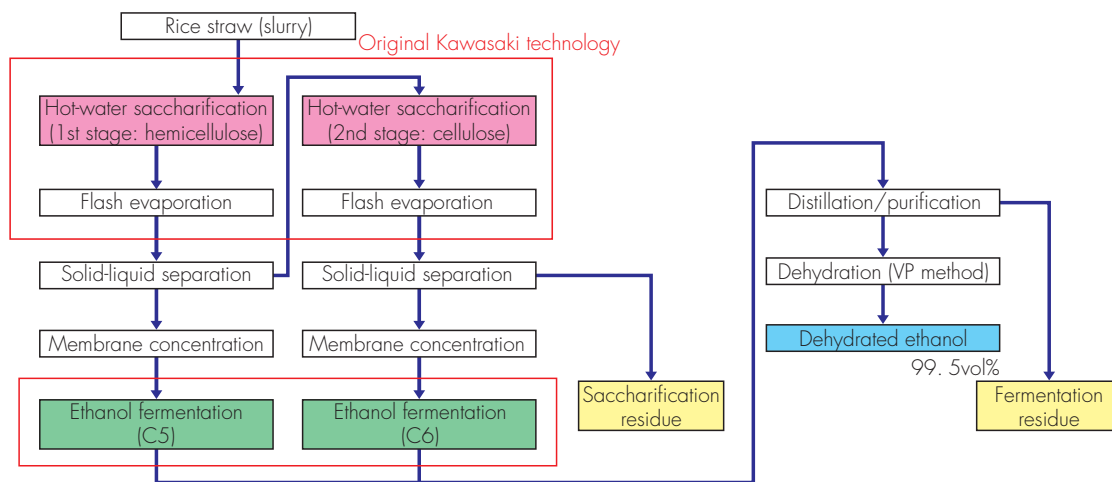 Rice straw (slurry)
Original Kawasaki technology
Hot-water saccharification
(1st stage: hemicellulose)
Hot-water saccharification
(2nd stage: cellulose)
Flash evaporation
Flash evaporation
Distillation/purification
Solid-liquid separation
Solid-liquid separation
Dehydration (VP method)
Membrane concentration
Membrane concentration
Dehydrated ethanol
99. 5vol%
Ethanol fermentation
(C5)
Ethanol fermentation
(C6)
Saccharification
residue
Fermentation
residue